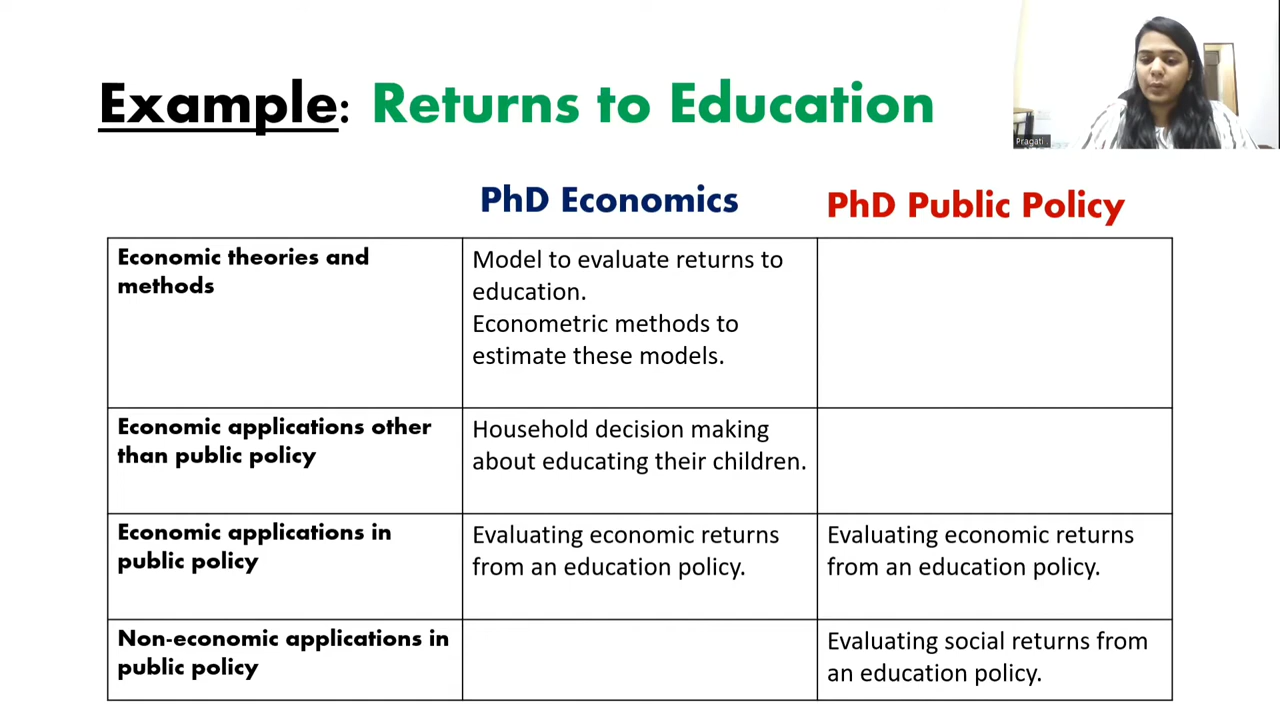 Example: Returns to Education
Pragati .
PhD Economics
PhD Public Policy
Economic theories and
methods
Model to evaluate returns to
education.
Econometric methods to
estimate these models.
Economic applications other
than public policy
Household decision making
about educating their children.
Economic applications in
public policy
Evaluating economic returns
from an education policy.
Evaluating economic returns
from an education policy.
Non-economic applications in
public policy
Evaluating social returns from
an education policy.